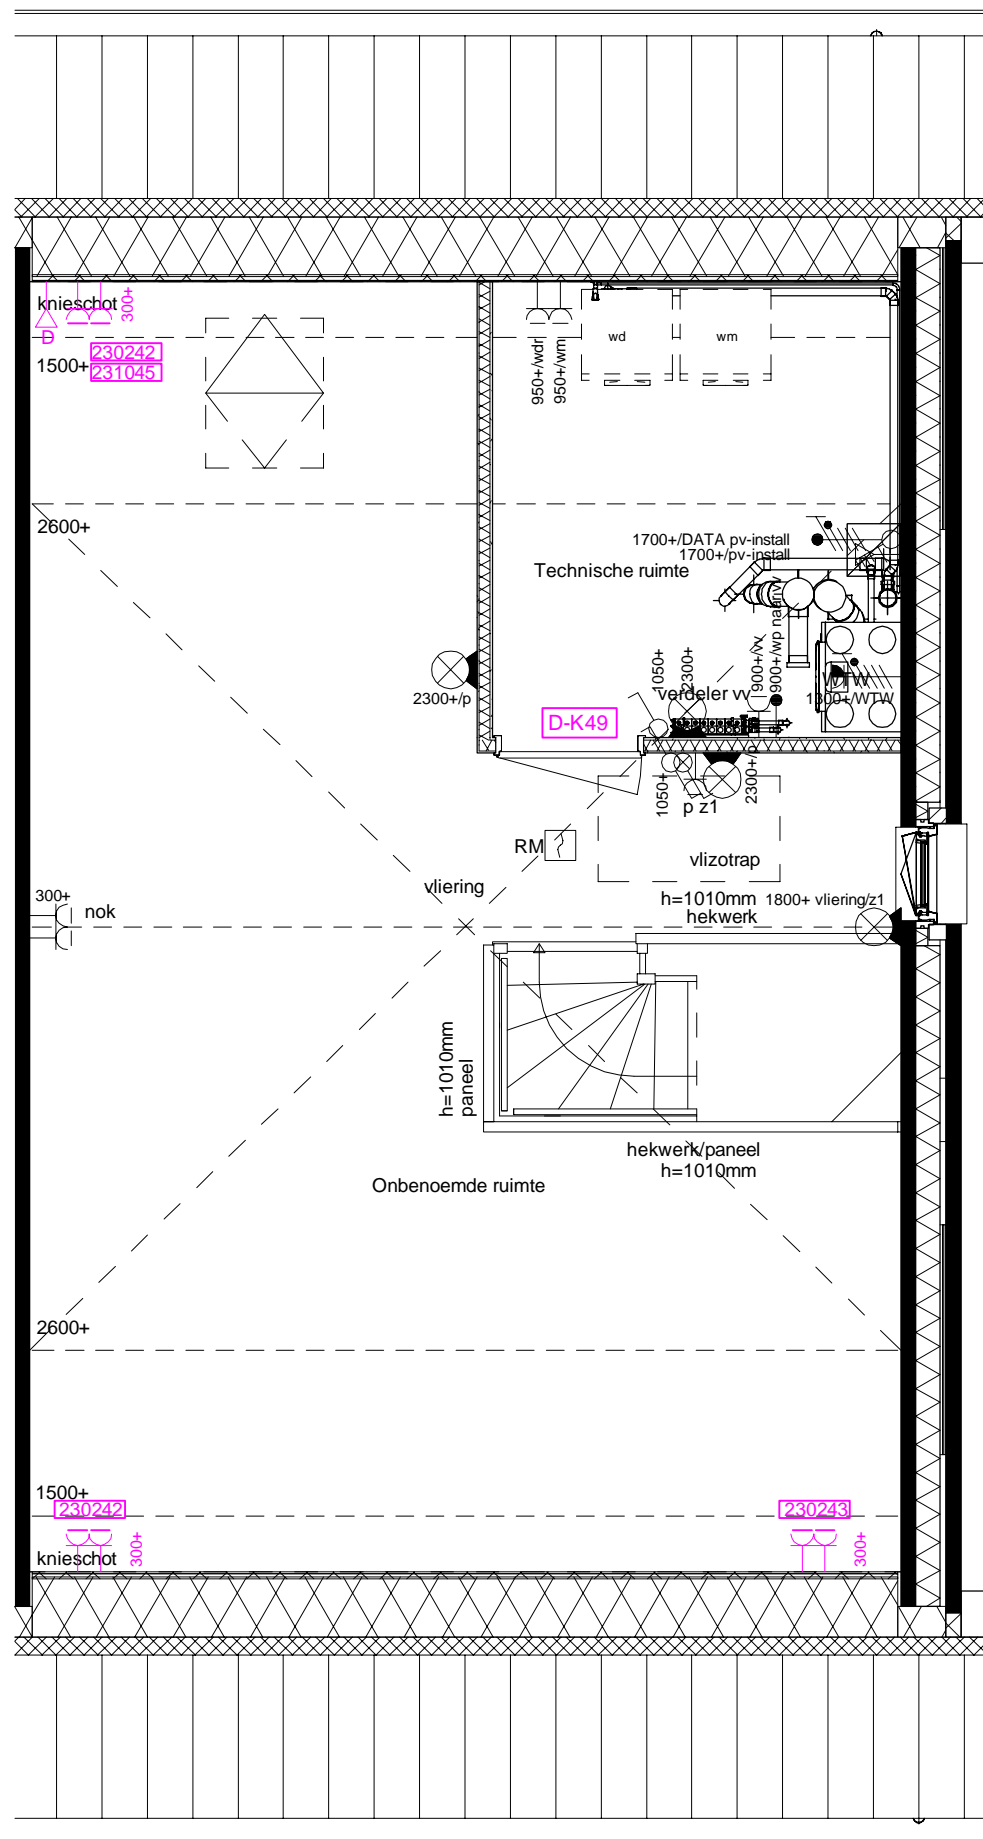 knieschot
300+
D
230242
1500+
231045
wd
wm
950+/wdr
950+/wm
2600+
1700+/DATA pv-install
1700+/pv-install
Technische ruimte
1050+
2300+
900+/vv
900+/wp naar vv
WTW
1300+/WTW
verdeler vv
2300+/p
D-K49
1050+
p z1
2300+/p
RM
vlizotrap
vliering
h=1010mm
hekwerk
1800+ vliering/z1
300+
nok
h=1010mm
paneel
hekwerk/paneel
h=1010mm
Onbenoemde ruimte
2600+
1500+
230242
230243
300+
300+
knieschot